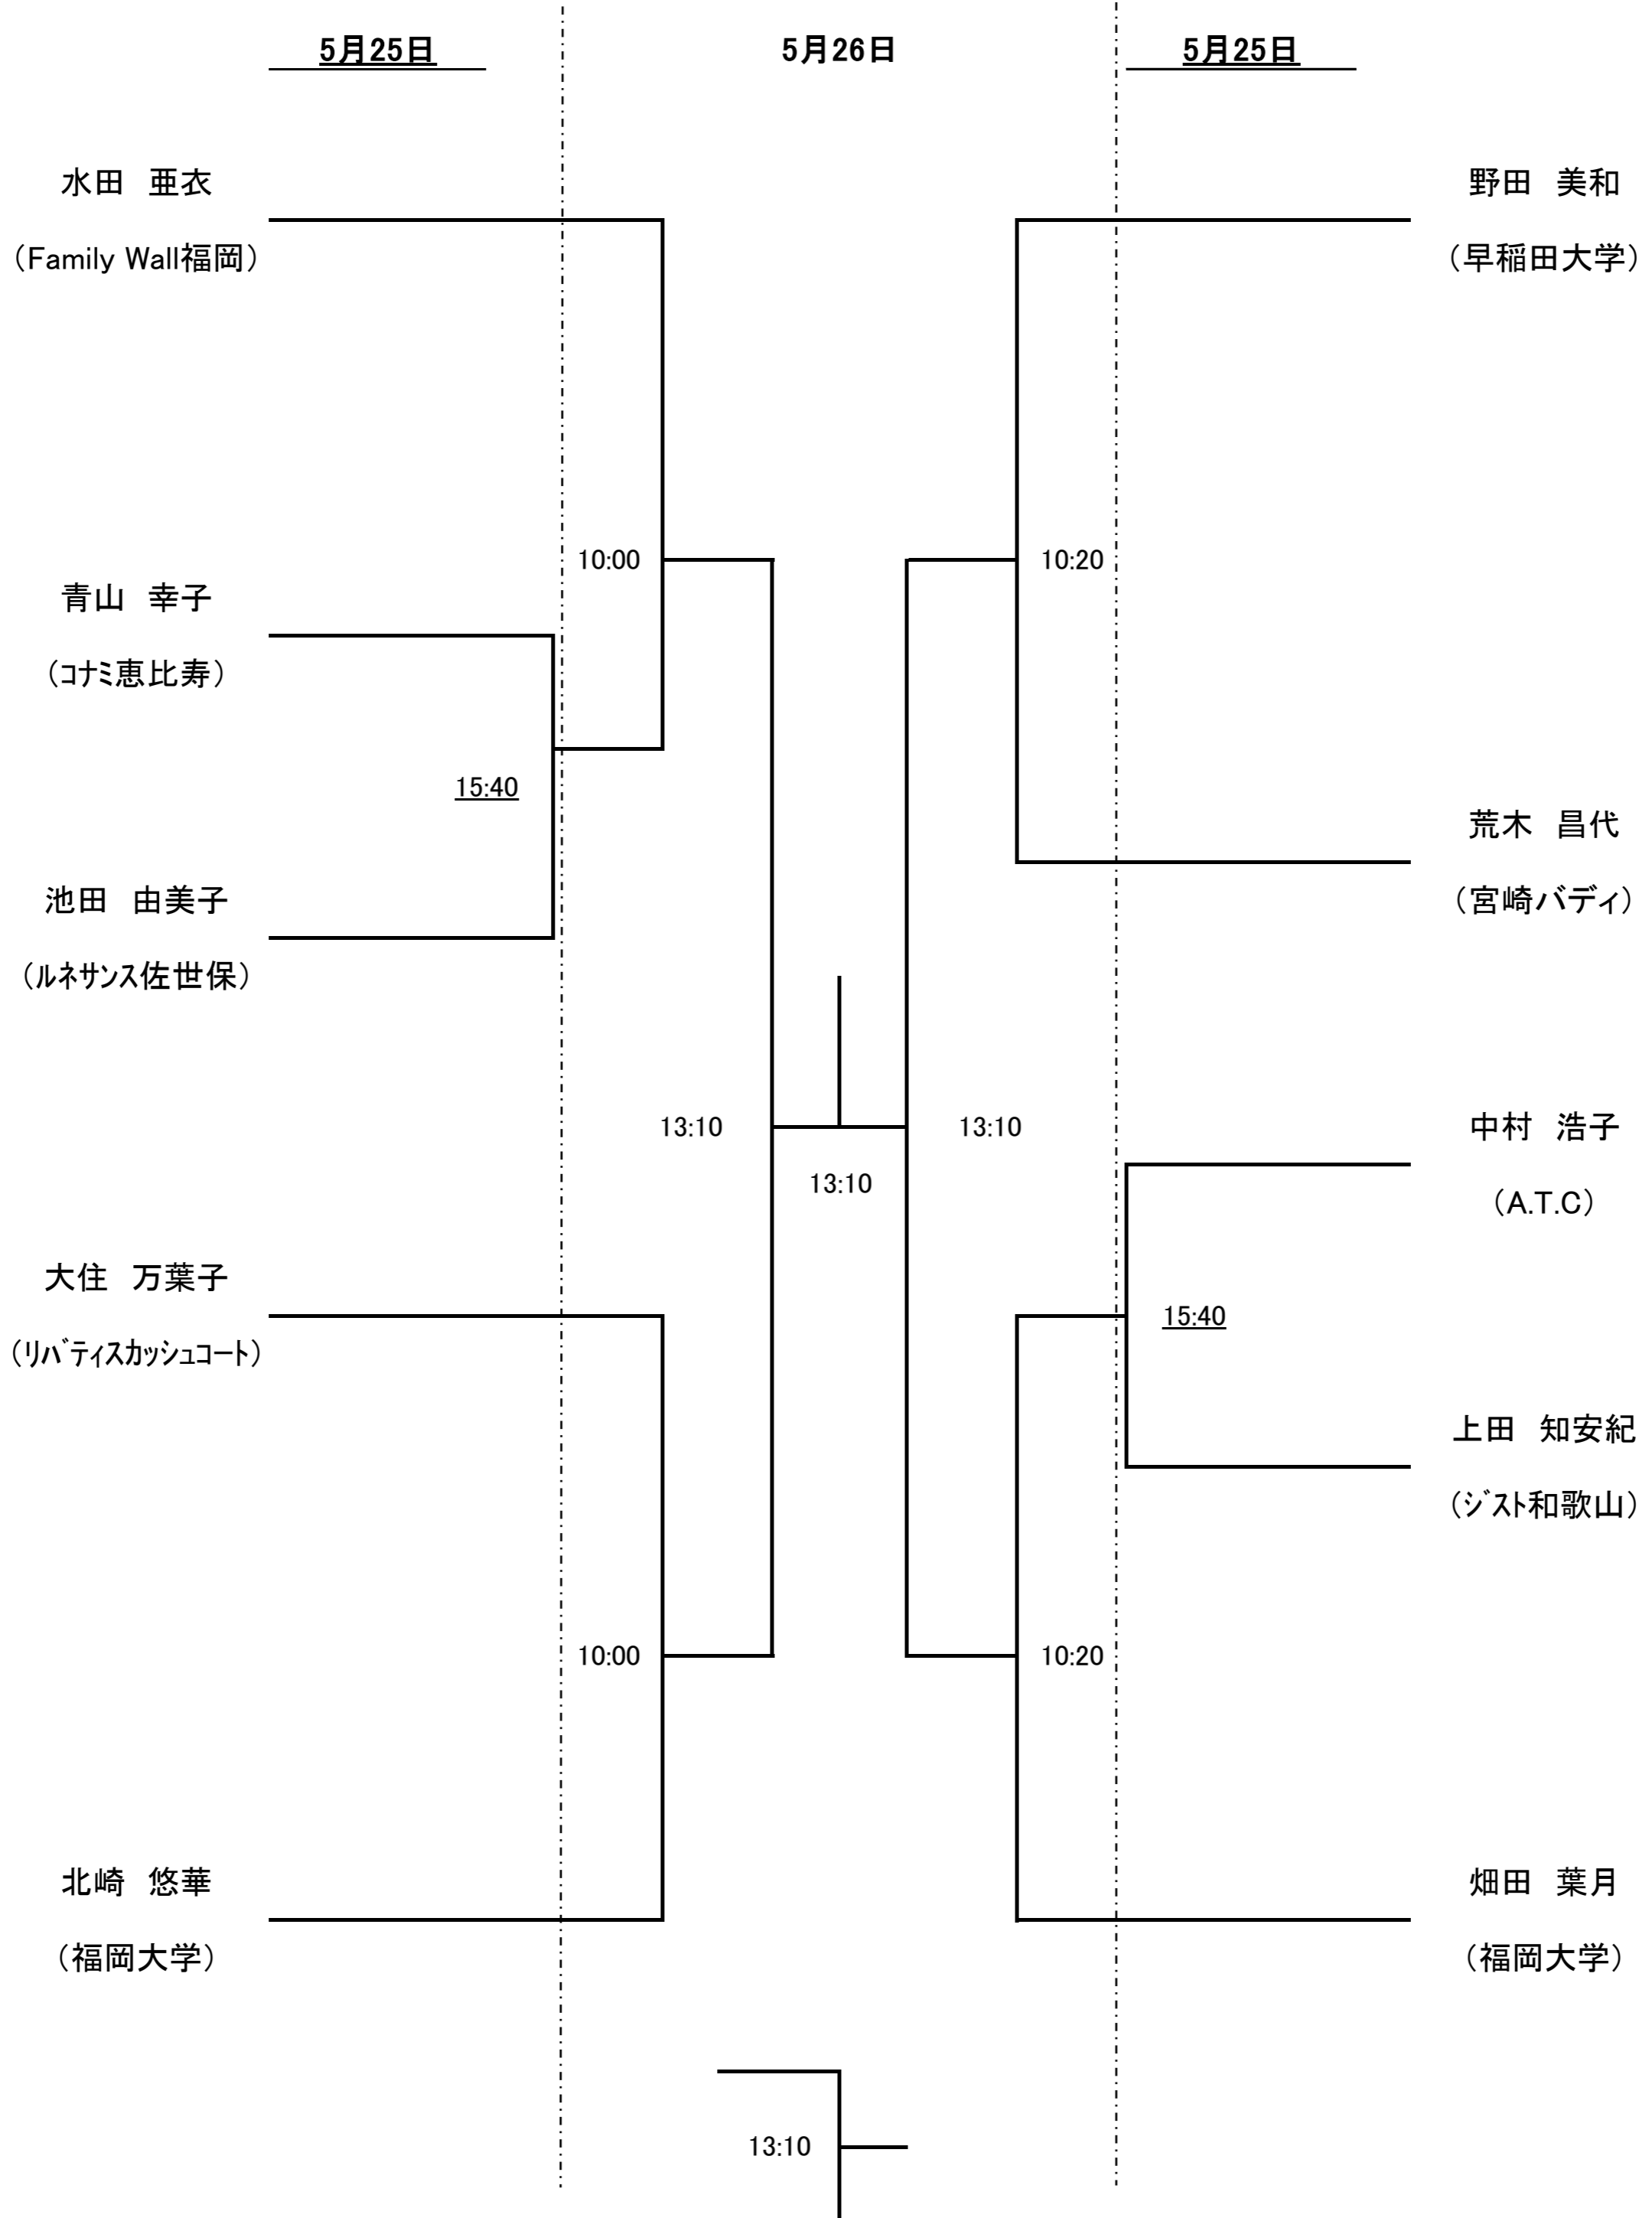 5月25日 5月26日 5月25日
水田　亜衣
（Family Wall福岡）
野田　美和
（早稲田大学）
10:00
10:20
青山　幸子
（ｺﾅﾐ恵比寿）
15:40
荒木　昌代
（宮崎バディ）
池田　由美子
（ﾙﾈｻﾝｽ佐世保）
13:10
13:10
13:10
中村　浩子
（A.T.C）
大住　万葉子
（ﾘﾊﾞﾃｨｽｶｯｼｭｺｰﾄ）
15:40
上田　知安紀
（ｼﾞｽﾄ和歌山）
10:00
10:20
北崎　悠華
（福岡大学）
畑田　葉月
（福岡大学）
13:10